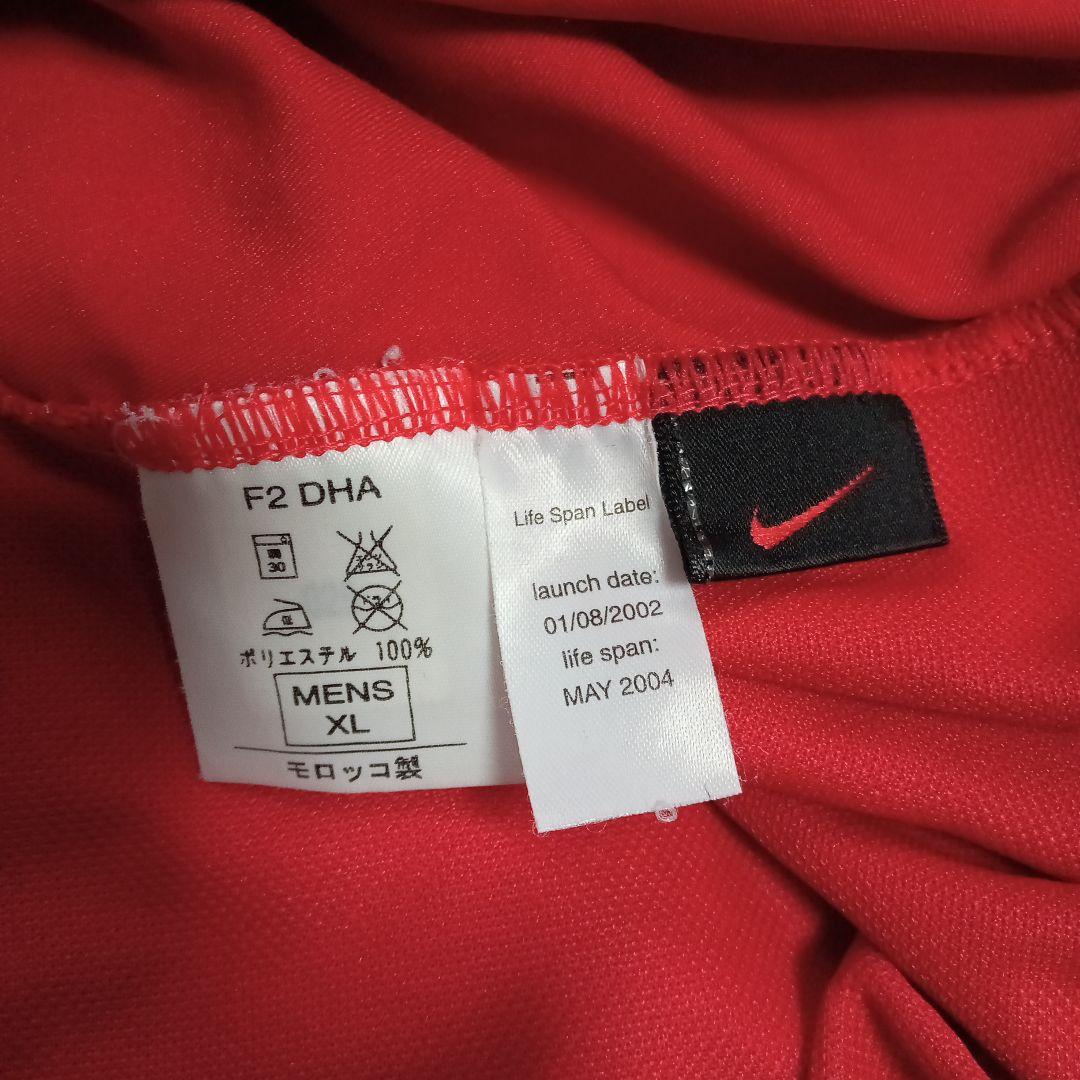 F2 DHA
30
ポリエステル 100%
MENS
XL
モロッコ製
Life Span Label
launch date:
01/08/2002
life span:
MAY 2004